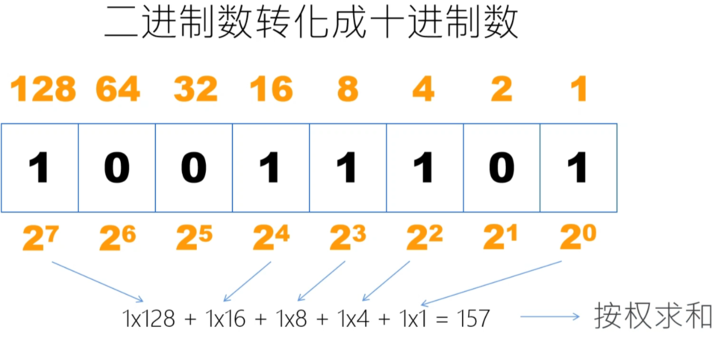 二进制数转化成十进制数
128 64 32 16 8 4 2 1
1 0 0 1 1 1 0 1
2⁷ 2⁶ 2⁵ 2⁴ 2³ 2² 2¹ 2⁰
1x128 + 1x16 + 1x8 + 1x4 + 1x1 = 157 按权求和